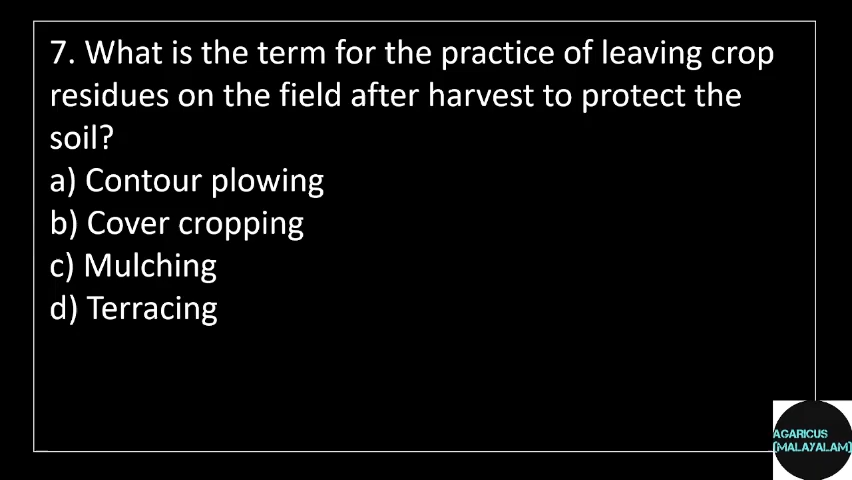 7. What is the term for the practice of leaving crop
residues on the field after harvest to protect the
soil?
a) Contour plowing
b) Cover cropping
c) Mulching
d) Terracing
AGARICUS
(MALAYALAM)